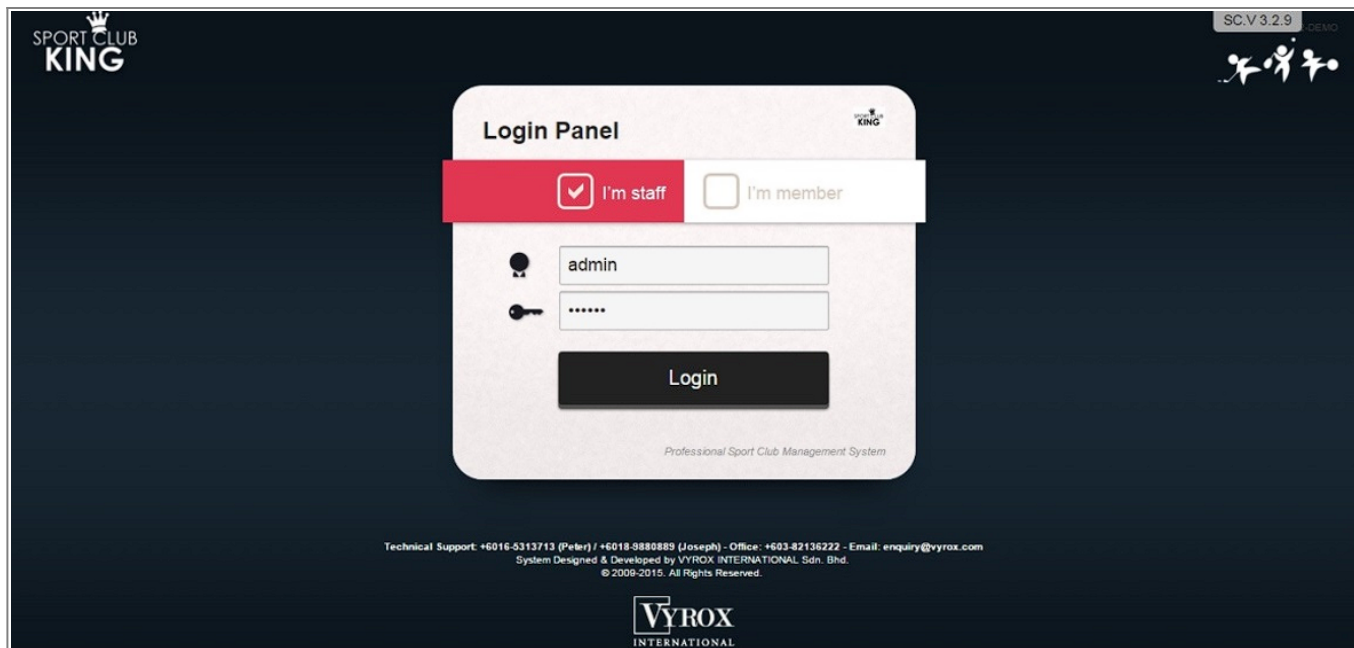 SPORT CLUB
KING
SC.V 3.2.9
-DEMO
Login Panel
SPORT CLUB
KING
I'm staff
I'm member
admin
••••••
Login
Professional Sport Club Management System
Technical Support: +6016-5313713 (Peter) / +6018-9880889 (Joseph) - Office: +603-82136222 - Email: enquiry@vyrox.com
System Designed & Developed by VYROX INTERNATIONAL Sdn. Bhd.
© 2009-2015. All Rights Reserved.
VYROX
INTERNATIONAL